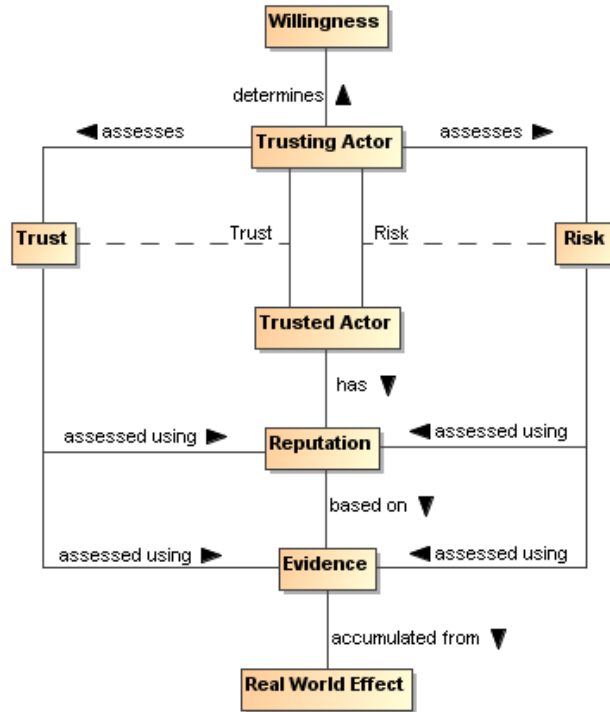 Willingness
determines
assesses
Trusting Actor
assesses
Trust
Trust
Risk
Risk
Trusted Actor
has
assessed using
Reputation
assessed using
based on
assessed using
Evidence
assessed using
accumulated from
Real World Effect